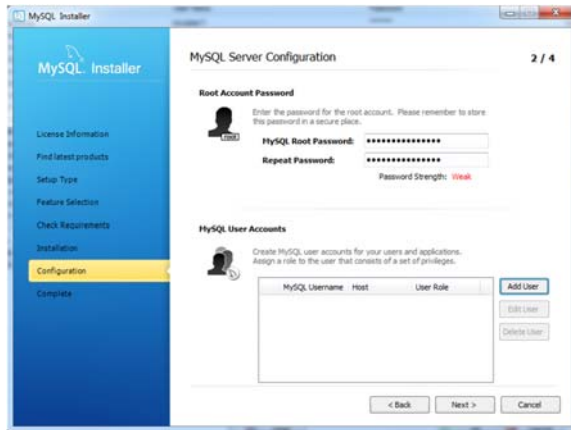 MySQL Installer
MySQL. Installer
License Information
Find latest products
Setup Type
Feature Selection
Check Requirements
Installation
Configuration
Complete
MySQL Server Configuration
2 / 4
Root Account Password
Enter the password for the root account. Please remember to store
this password in a secure place.
root
MySQL Root Password:
•••••••••••••••
Repeat Password:
•••••••••••••••
Password Strength: Weak
MySQL User Accounts
Create MySQL user accounts for your users and applications.
Assign a role to the user that consists of a set of privileges.
MySQL Username Host User Role
Add User
Edit User
Delete User
< Back
Next >
Cancel